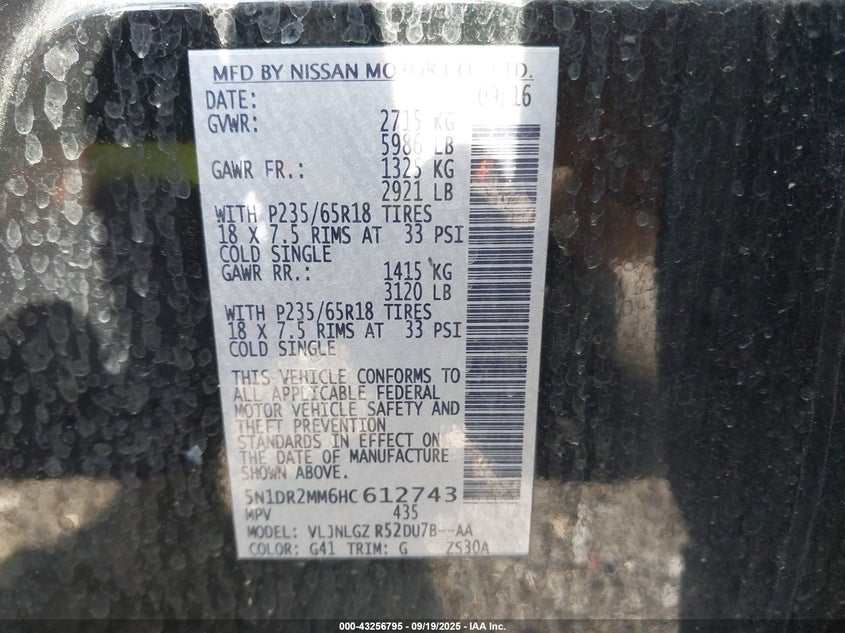 MFD BY NISSAN MOTOR CO., LTD.
DATE: 09/16
GVWR: 2715 KG
5986 LB
GAWR FR.: 1325 KG
2921 LB
WITH P235/65R18 TIRES
18 X 7.5 RIMS AT 33 PSI
COLD SINGLE
GAWR RR.: 1415 KG
3120 LB
WITH P235/65R18 TIRES
18 X 7.5 RIMS AT 33 PSI
COLD SINGLE
THIS VEHICLE CONFORMS TO
ALL APPLICABLE FEDERAL
MOTOR VEHICLE SAFETY AND
THEFT PREVENTION
STANDARDS IN EFFECT ON
THE DATE OF MANUFACTURE
SHOWN ABOVE.
5N1DR2MM6HC612743
MPV 435
MODEL: VLJNLGZ R52DU7B--AA
COLOR: G41 TRIM: G ZS30A
000-43256795 - 09/19/2025 - IAA Inc.